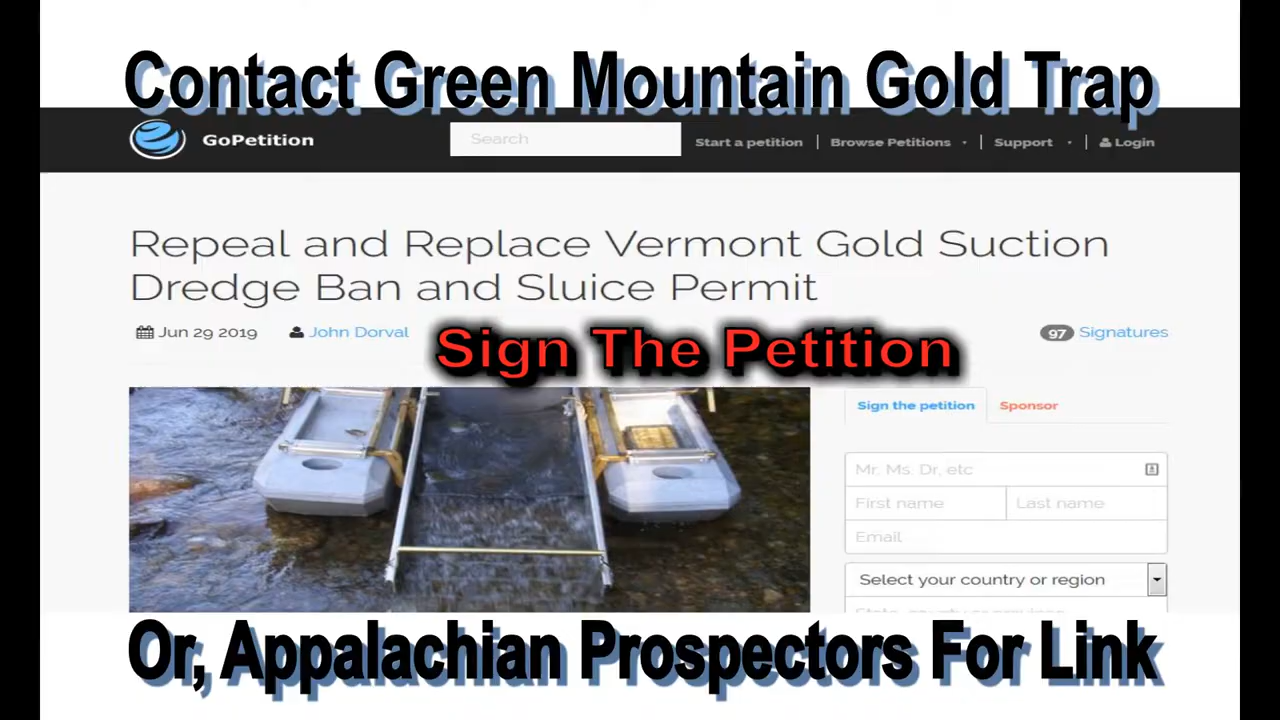 Contact Green Mountain Gold Trap
GoPetition
Search
Start a petition | Browse Petitions | Support | Login
Repeal and Replace Vermont Gold Suction
Dredge Ban and Sluice Permit
Jun 29 2019 John Dorval
Sign The Petition
97 Signatures
Sign the petition Sponsor
Mr. Ms. Dr, etc
First name Last name
Email
Select your country or region
Or, Appalachian Prospectors For Link